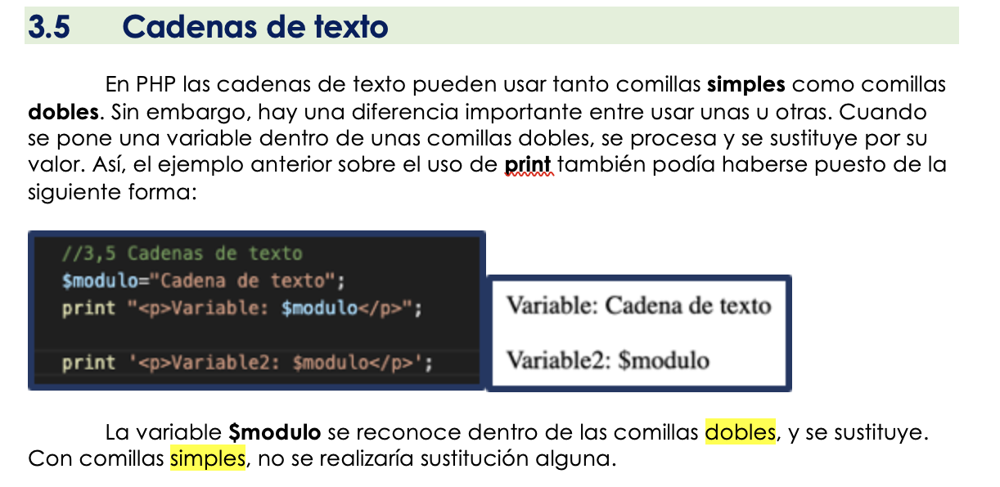 3.5 Cadenas de texto
En PHP las cadenas de texto pueden usar tanto comillas simples como comillas
dobles. Sin embargo, hay una diferencia importante entre usar unas u otras. Cuando
se pone una variable dentro de unas comillas dobles, se procesa y se sustituye por su
valor. Así, el ejemplo anterior sobre el uso de print también podía haberse puesto de la
siguiente forma:
//3,5 Cadenas de texto
$modulo="Cadena de texto";
print "<p>Variable: $modulo</p>";
print '<p>Variable2: $modulo</p>';
Variable: Cadena de texto
Variable2: $modulo
La variable $modulo se reconoce dentro de las comillas dobles, y se sustituye.
Con comillas simples, no se realizaría sustitución alguna.